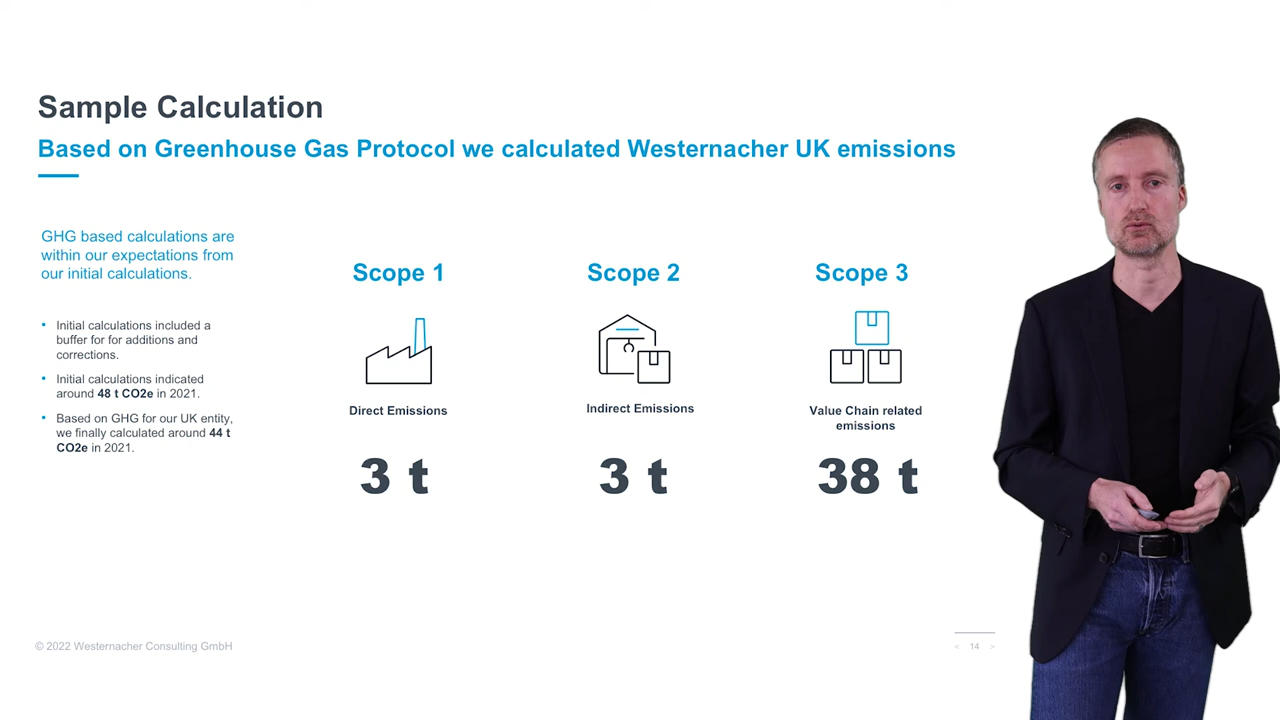 Sample Calculation
Based on Greenhouse Gas Protocol we calculated Westernacher UK emissions
GHG based calculations are
within our expectations from
our initial calculations.
• Initial calculations included a
buffer for for additions and
corrections.
• Initial calculations indicated
around 48 t CO2e in 2021.
• Based on GHG for our UK entity,
we finally calculated around 44 t
CO2e in 2021.
Scope 1
Direct Emissions
3 t
Scope 2
Indirect Emissions
3 t
Scope 3
Value Chain related
emissions
38 t
© 2022 Westernacher Consulting GmbH
< 14 >